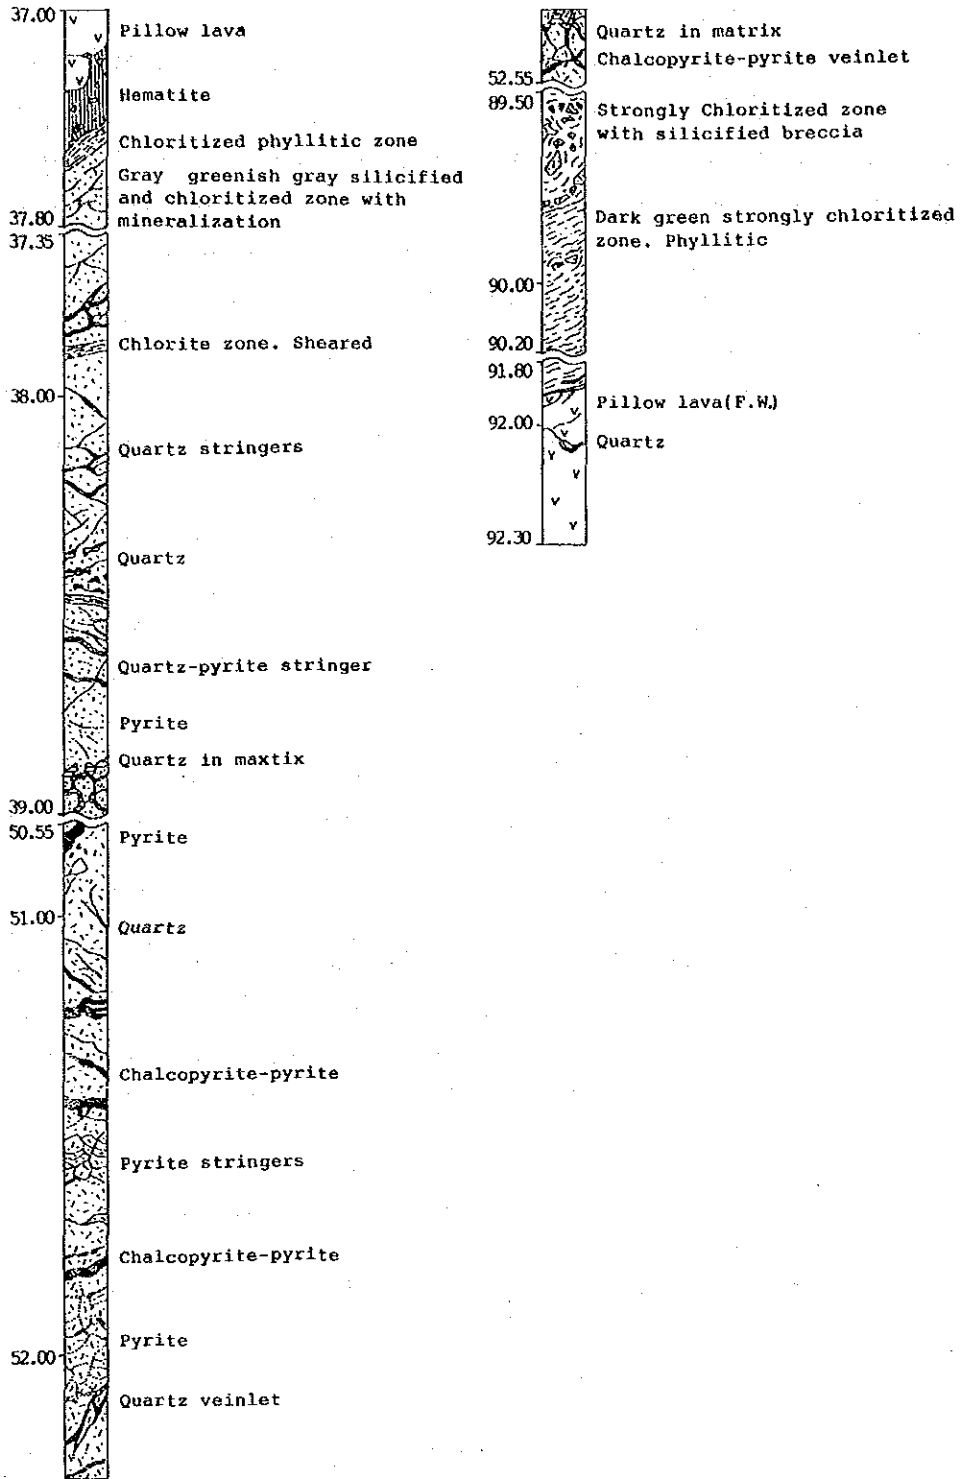 37.00
Pillow lava
Hematite
Chloritized phyllitic zone
Gray greenish gray silicified
and chloritized zone with
37.80 mineralization
37.35
Chlorite zone. Sheared
38.00
Quartz stringers
Quartz
Quartz-pyrite stringer
Pyrite
Quartz in maxtix
39.00
50.55 Pyrite
51.00 Quartz
Chalcopyrite-pyrite
Pyrite stringers
Chalcopyrite-pyrite
Pyrite
52.00
Quartz veinlet
Quartz in matrix
Chalcopyrite-pyrite veinlet
52.55
89.50 Strongly Chloritized zone
with silicified breccia
Dark green strongly chloritized
zone. Phyllitic
90.00
90.20
91.80
Pillow lava(F.W.)
92.00
Quartz
92.30